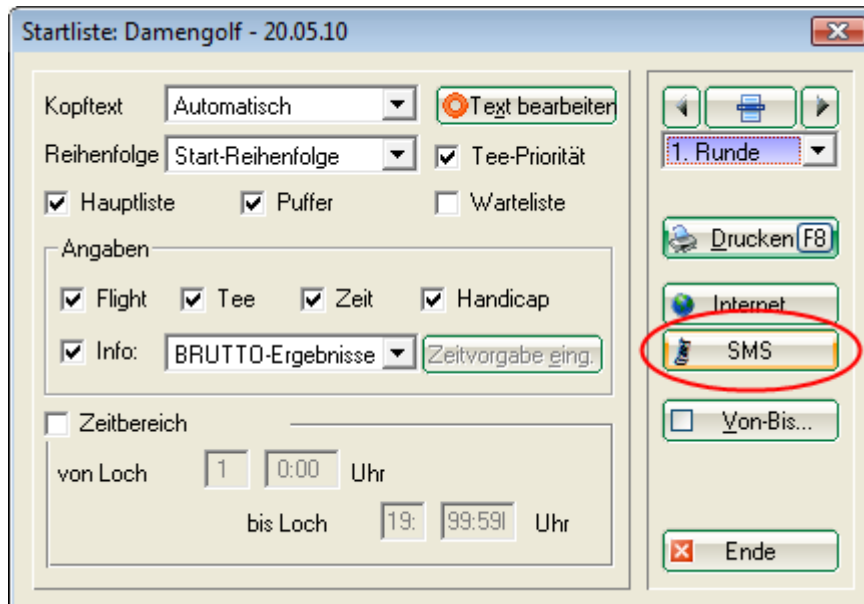 Startliste: Damengolf - 20.05.10
Kopftext Automatisch Text bearbeiten
Reihenfolge Start-Reihenfolge Tee-Priorität
Hauptliste Puffer Warteliste
Angaben
Flight Tee Zeit Handicap
Info: BRUTTO-Ergebnisse Zeitvorgabe eing.
Zeitbereich
von Loch 1 0:00 Uhr
bis Loch 19: 99:59 Uhr
1. Runde
Drucken F8
Internet
SMS
Von-Bis...
Ende